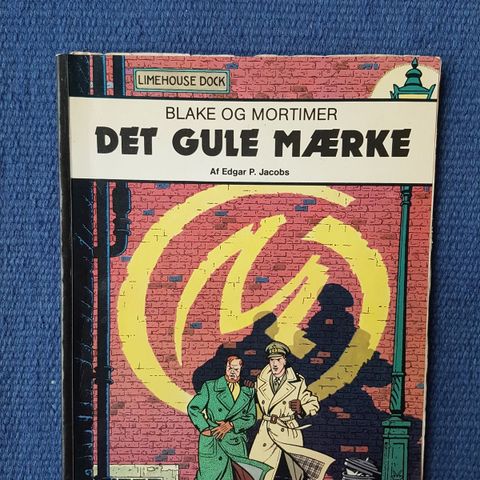 LIMEHOUSE DOCK
BLAKE OG MORTIMER
DET GULE MÆRKE
Af Edgar P. Jacobs